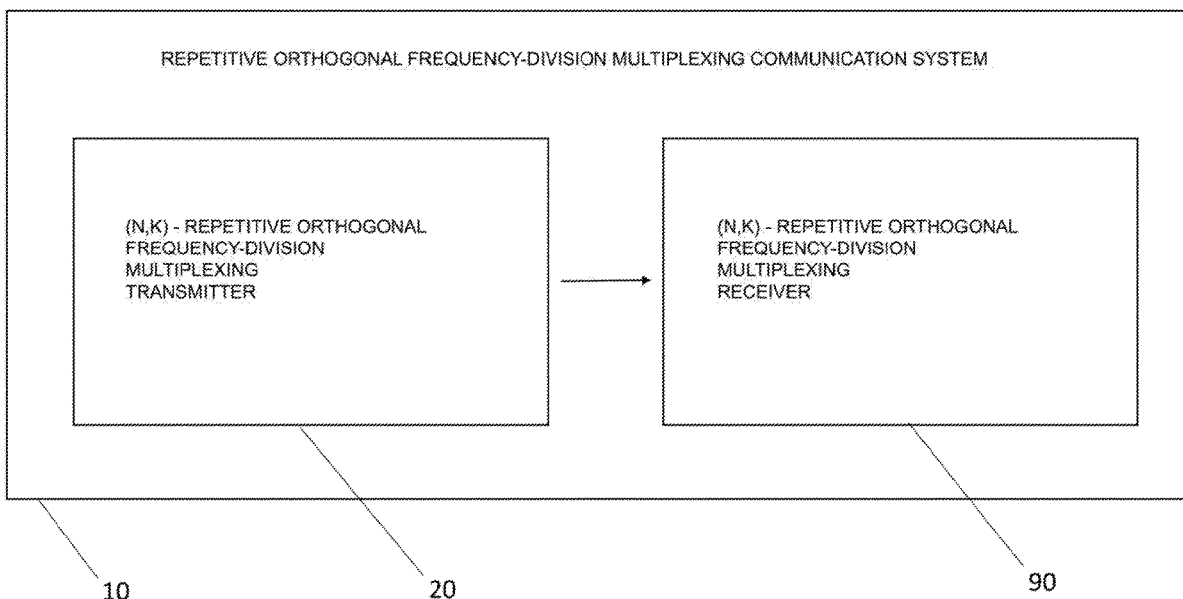 REPETITIVE ORTHOGONAL FREQUENCY-DIVISION MULTIPLEXING COMMUNICATION SYSTEM
(N,K) - REPETITIVE ORTHOGONAL
FREQUENCY-DIVISION
MULTIPLEXING
TRANSMITTER
(N,K) - REPETITIVE ORTHOGONAL
FREQUENCY-DIVISION
MULTIPLEXING
RECEIVER
10
20
90